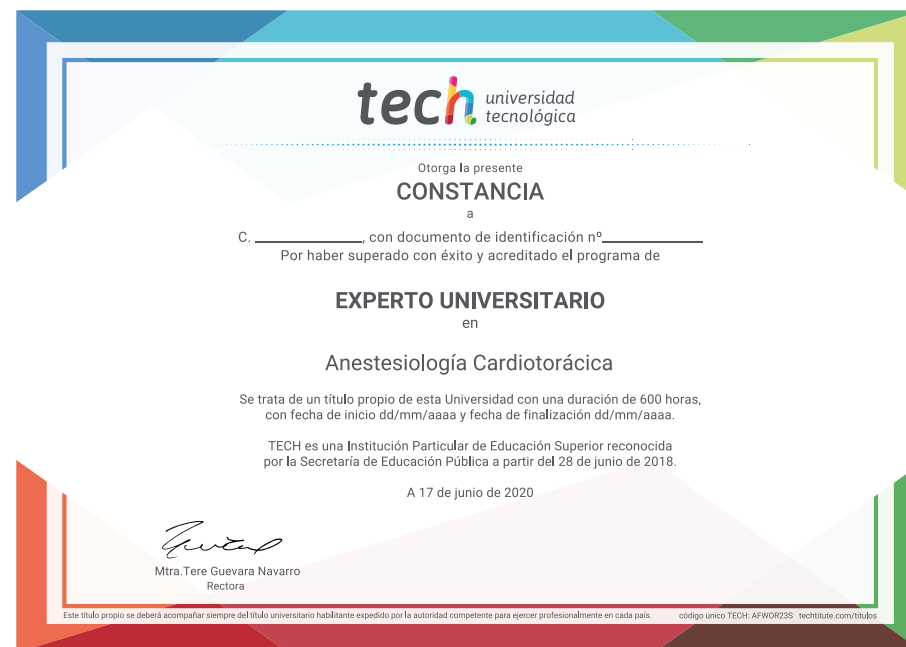 tech universidad
tecnológica
Otorga la presente
CONSTANCIA
a
C. ____________, con documento de identificación nº____________
Por haber superado con éxito y acreditado el programa de
EXPERTO UNIVERSITARIO
en
Anestesiología Cardiotorácica
Se trata de un título propio de esta Universidad con una duración de 600 horas,
con fecha de inicio dd/mm/aaaa y fecha de finalización dd/mm/aaaa.
TECH es una Institución Particular de Educación Superior reconocida
por la Secretaría de Educación Pública a partir del 28 de junio de 2018.
A 17 de junio de 2020
Mtra.Tere Guevara Navarro
Rectora
Este título propio se deberá acompañar siempre del título universitario habilitante expedido por la autoridad competente para ejercer profesionalmente en cada país. código único TECH: AFWOR23S techtitute.com/titulos